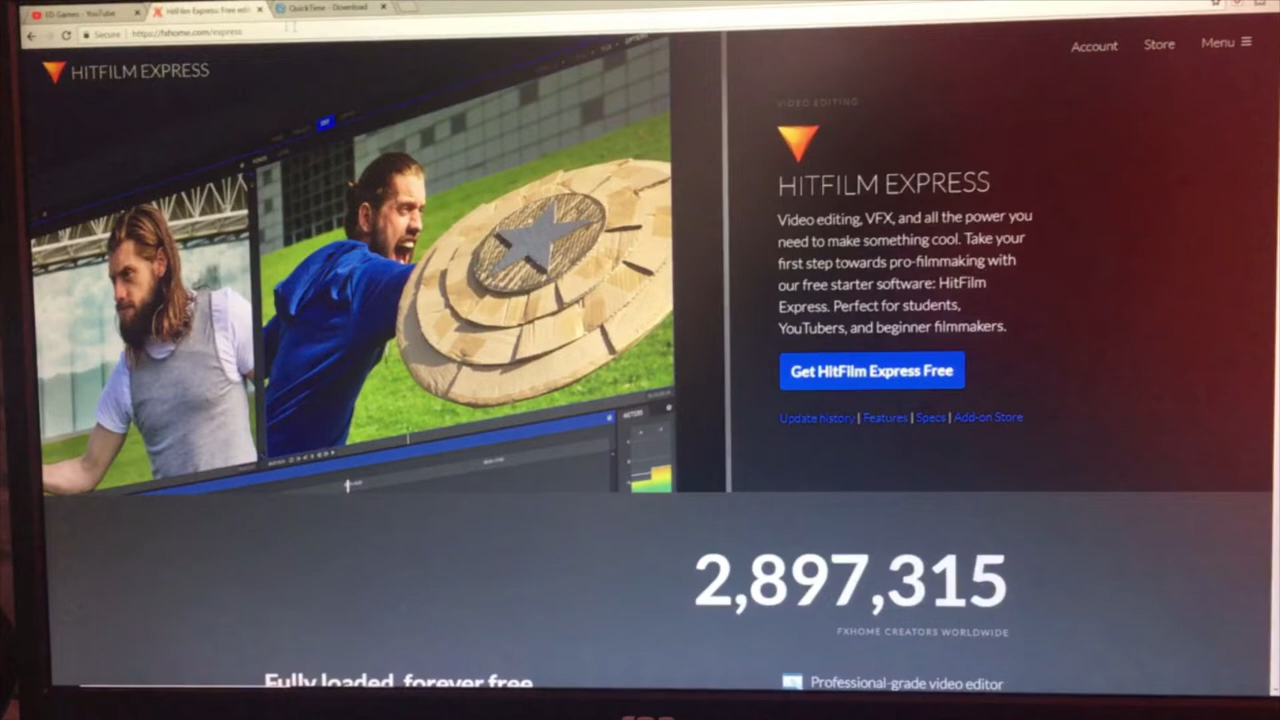 ED Games - YouTube
HitFilm Express: Free edi
QuickTime - Download
Secure
https://fxhome.com/express
HITFILM EXPRESS
Account
Store
Menu
EDIT
VIDEO EDITING
HITFILM EXPRESS
Video editing, VFX, and all the power you
need to make something cool. Take your
first step towards pro-filmmaking with
our free starter software: HitFilm
Express. Perfect for students,
YouTubers, and beginner filmmakers.
Get HitFilm Express Free
Update history | Features | Specs | Add-on Store
METERS
2,897,315
FXHOME CREATORS WORLDWIDE
Fully loaded, forever free
Professional-grade video editor